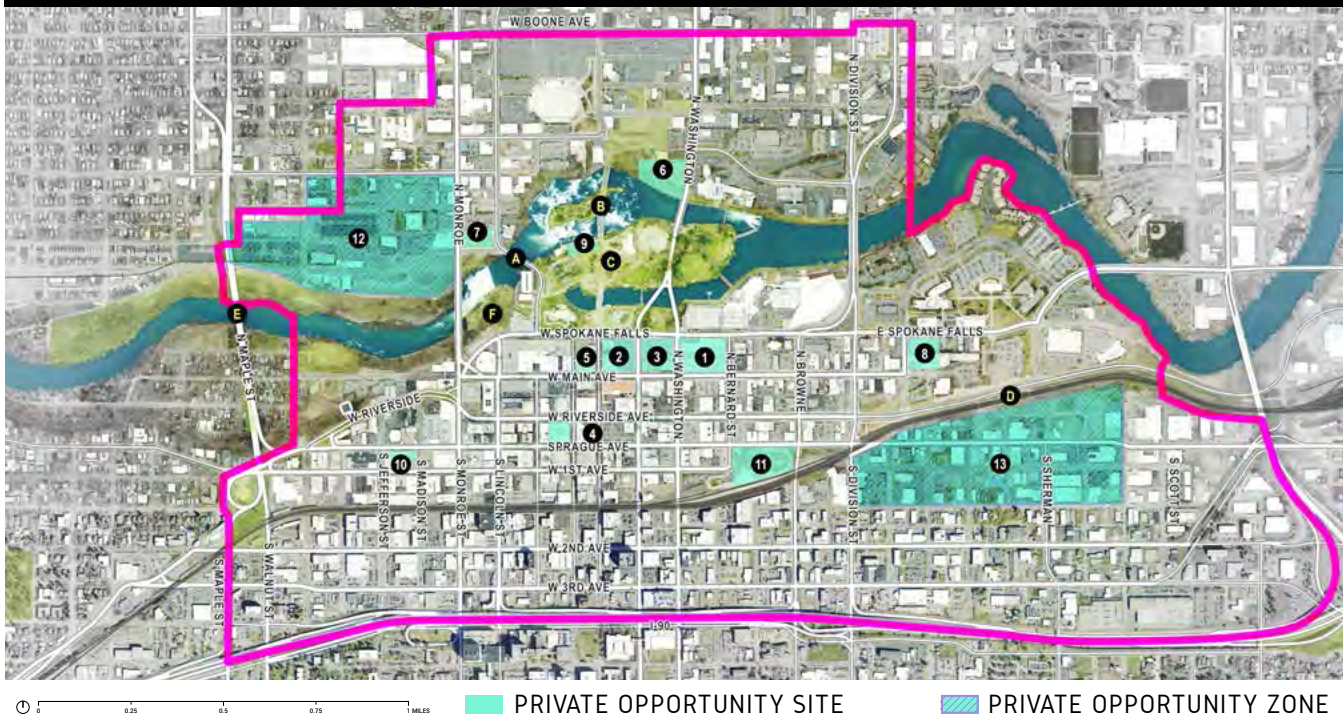 W BOONE AVE
N DIVISION ST
N WASHINGTON
6
B
N MONROE
7
12
9
A
C
E
F
N MAPLE ST
W SPOKANE FALLS
E SPOKANE FALLS
5
2
3
N WASHINGTON
1
N BERNARD ST
N BROWNE
8
W MAIN AVE
D
W RIVERSIDE
W RIVERSIDE AVE
4
SPRAGUE AVE
10
W 1ST AVE
11
13
S JEFFERSON ST
S MADISON ST
S MONROE ST
S LINCOLN ST
S DIVISION ST
S SHERMAN
S SCOTT ST
W 2ND AVE
S WALNUT ST
S MAPLE ST
W 3RD AVE
I-90
0 0.25 0.5 0.75 1 MILES
PRIVATE OPPORTUNITY SITE
PRIVATE OPPORTUNITY ZONE